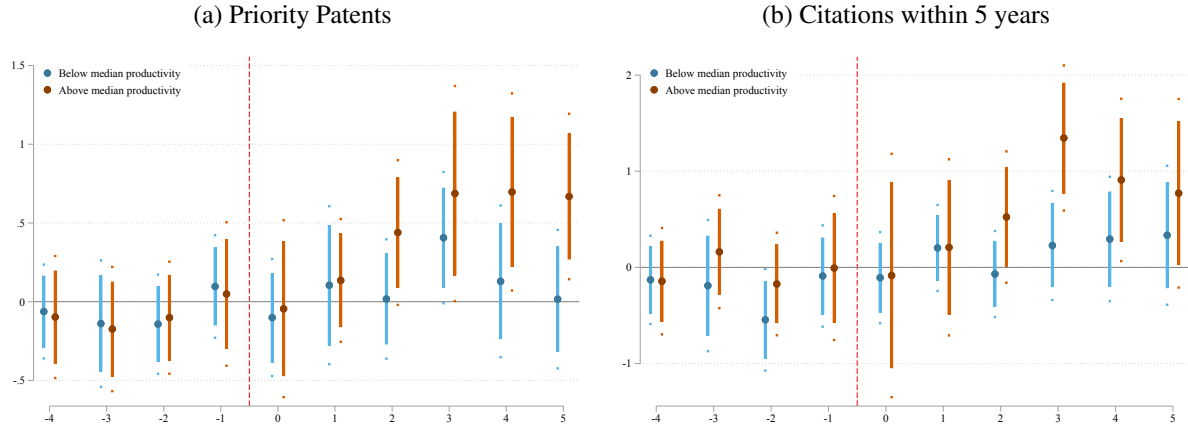 (a) Priority Patents
1.5
1
.5
0
-.5
Below median productivity
Above median productivity
-4 -3 -2 -1 0 1 2 3 4 5
(b) Citations within 5 years
2
1
0
-1
Below median productivity
Above median productivity
-4 -3 -2 -1 0 1 2 3 4 5